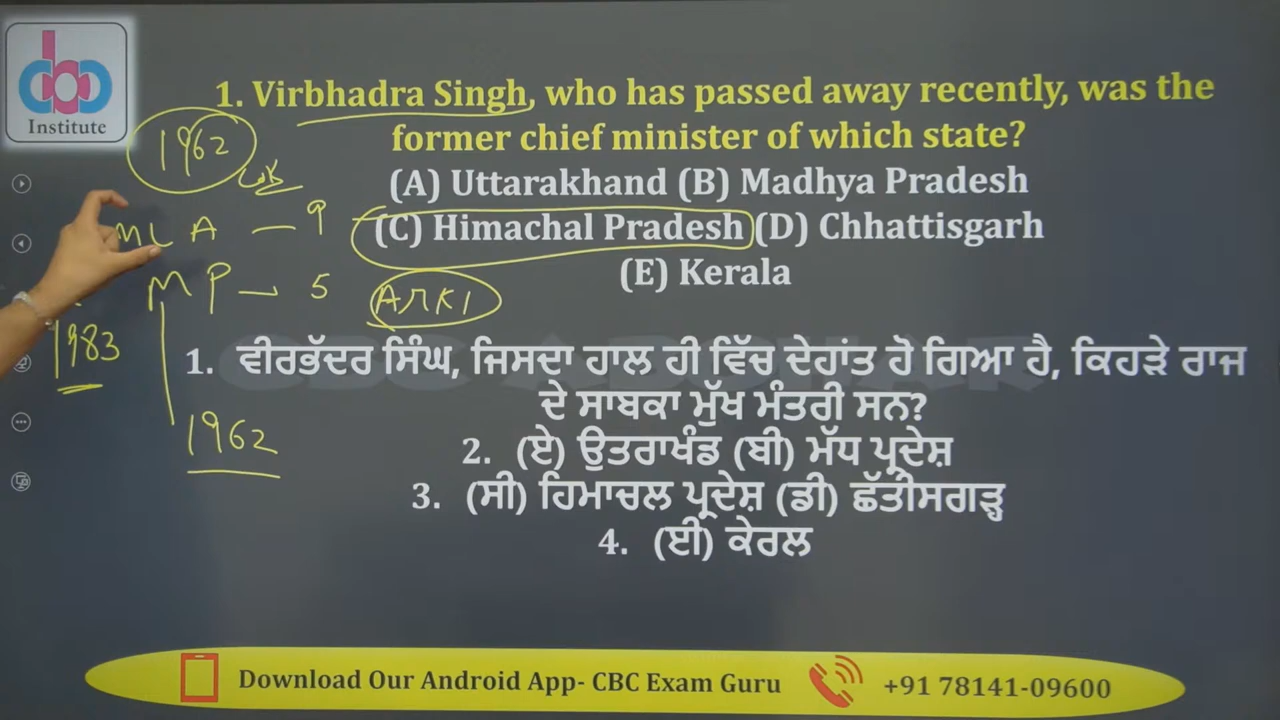 cbc
Institute
1. Virbhadra Singh, who has passed away recently, was the
former chief minister of which state?
(A) Uttarakhand (B) Madhya Pradesh
(C) Himachal Pradesh (D) Chhattisgarh
(E) Kerala
1962
MLA — 9
MP — 5
ARKI
1983
1962
1. ਵੀਰਭੱਦਰ ਸਿੰਘ, ਜਿਸਦਾ ਹਾਲ ਹੀ ਵਿੱਚ ਦੇਹਾਂਤ ਹੋ ਗਿਆ ਹੈ, ਕਿਹੜੇ ਰਾਜ
ਦੇ ਸਾਬਕਾ ਮੁੱਖ ਮੰਤਰੀ ਸਨ?
2. (ਏ) ਉਤਰਾਖੰਡ (ਬੀ) ਮੱਧ ਪ੍ਰਦੇਸ਼
3. (ਸੀ) ਹਿਮਾਚਲ ਪ੍ਰਦੇਸ਼ (ਡੀ) ਛੱਤੀਸਗੜ੍ਹ
4. (ਈ) ਕੇਰਲ
Download Our Android App- CBC Exam Guru +91 78141-09600